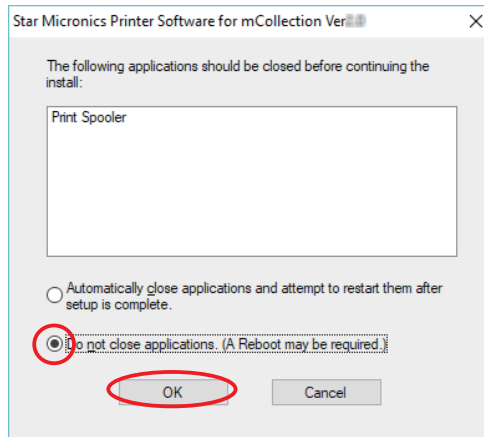 Star Micronics Printer Software for mCollection Ver
The following applications should be closed before continuing the
install:
Print Spooler
Automatically close applications and attempt to restart them after
setup is complete.
Do not close applications. (A Reboot may be required.)
OK
Cancel